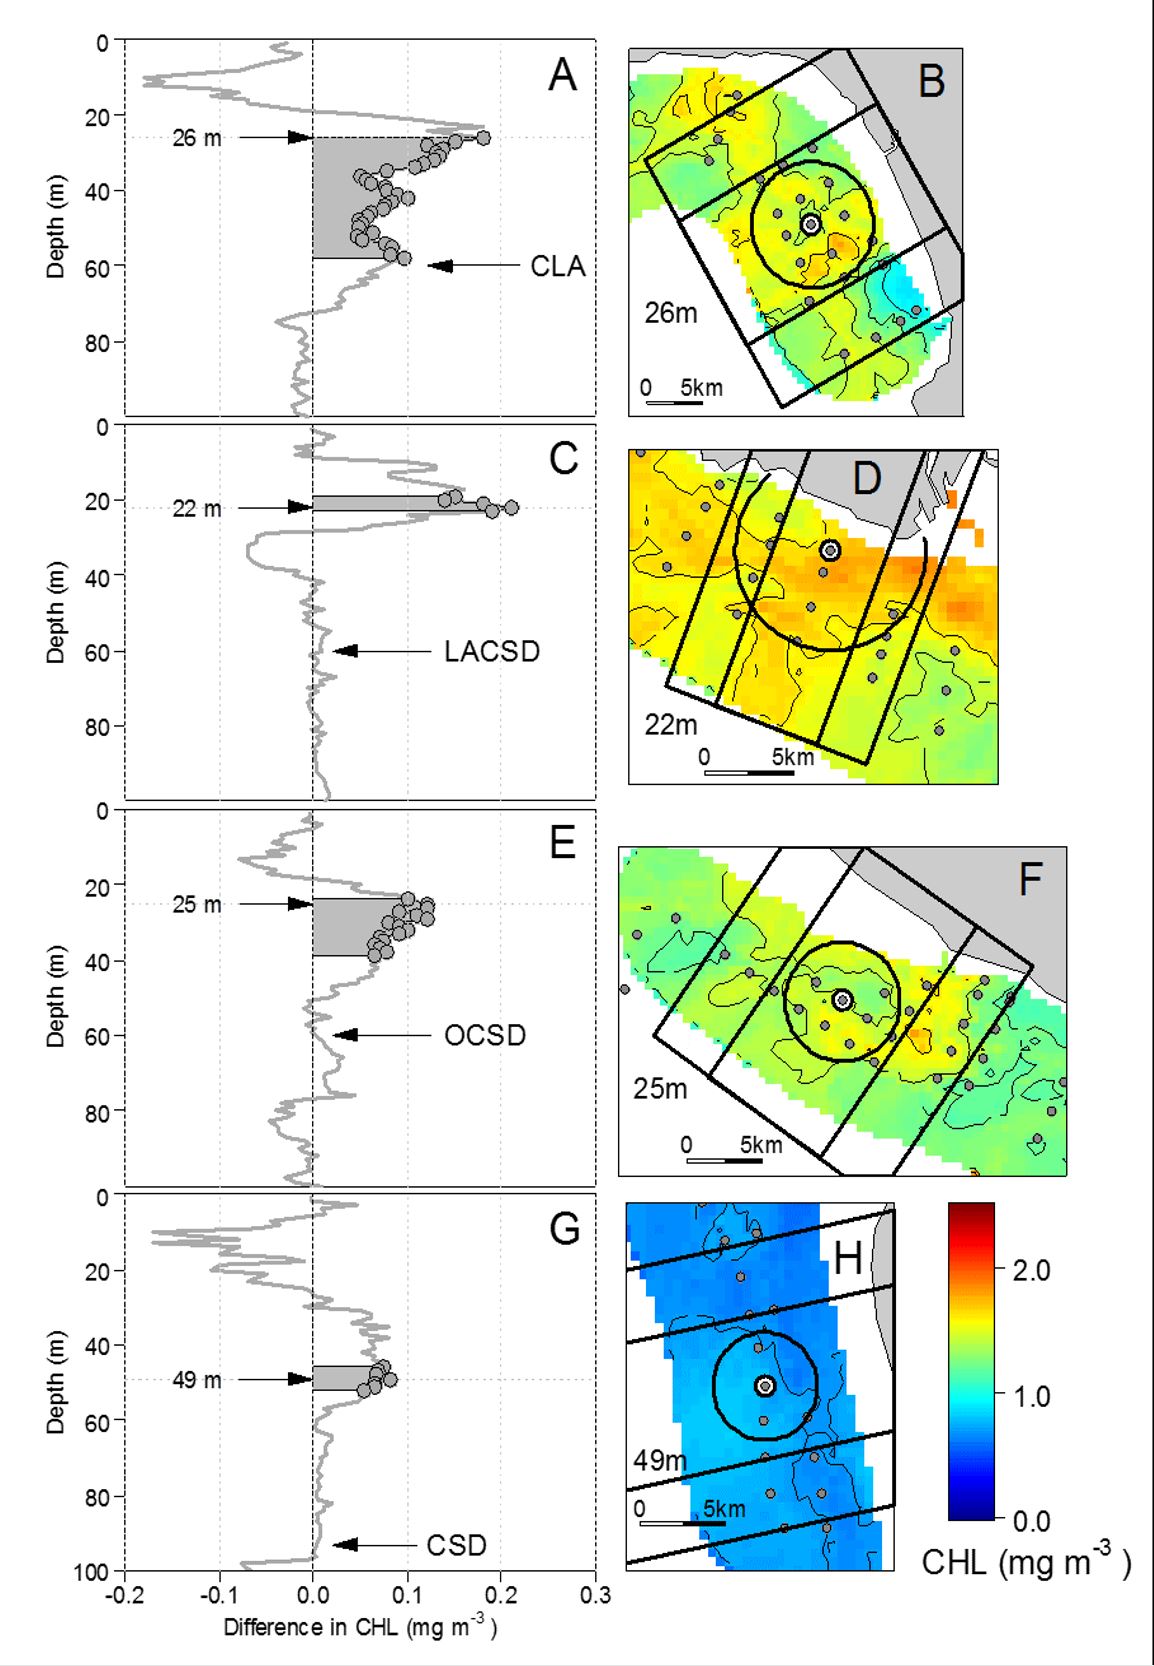 0
20
40
60
80
Depth (m)
26 m
CLA
A
B
26m
0 5km
0
20
40
60
80
Depth (m)
22 m
LACSD
C
D
22m
0 5km
0
20
40
60
80
Depth (m)
25 m
OCSD
E
F
25m
0 5km
0
20
40
60
80
100
Depth (m)
49 m
CSD
G
-0.2 -0.1 0.0 0.1 0.2 0.3
Difference in CHL (mg m⁻³ )
H
49m
0 5km
2.0
1.0
0.0
CHL (mg m⁻³ )